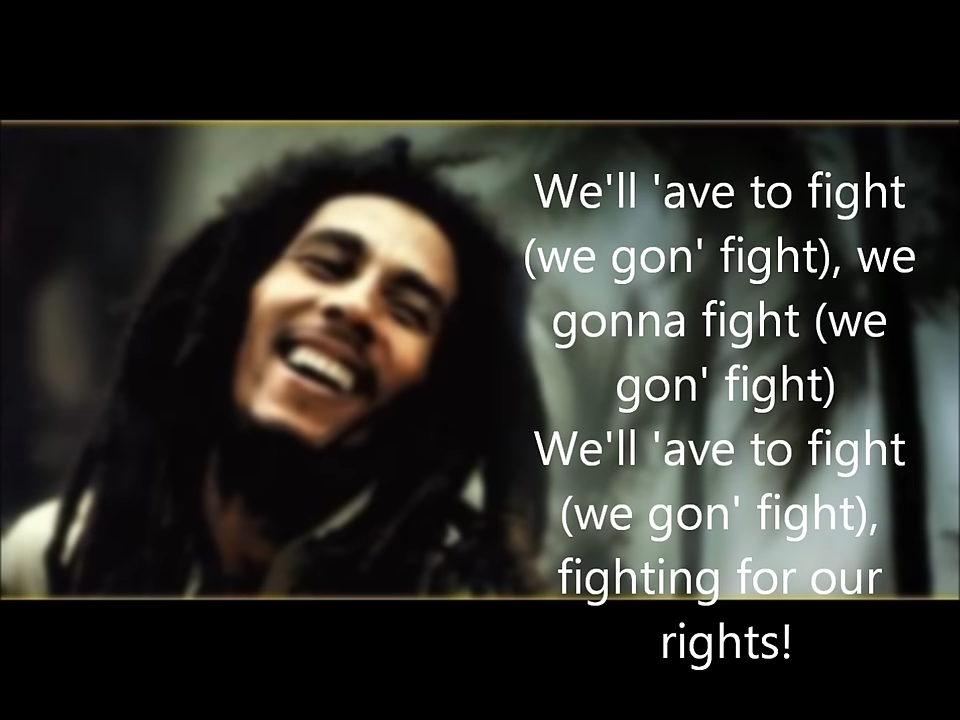 We'll 'ave to fight
(we gon' fight), we
gonna fight (we
gon' fight)
We'll 'ave to fight
(we gon' fight),
fighting for our
rights!